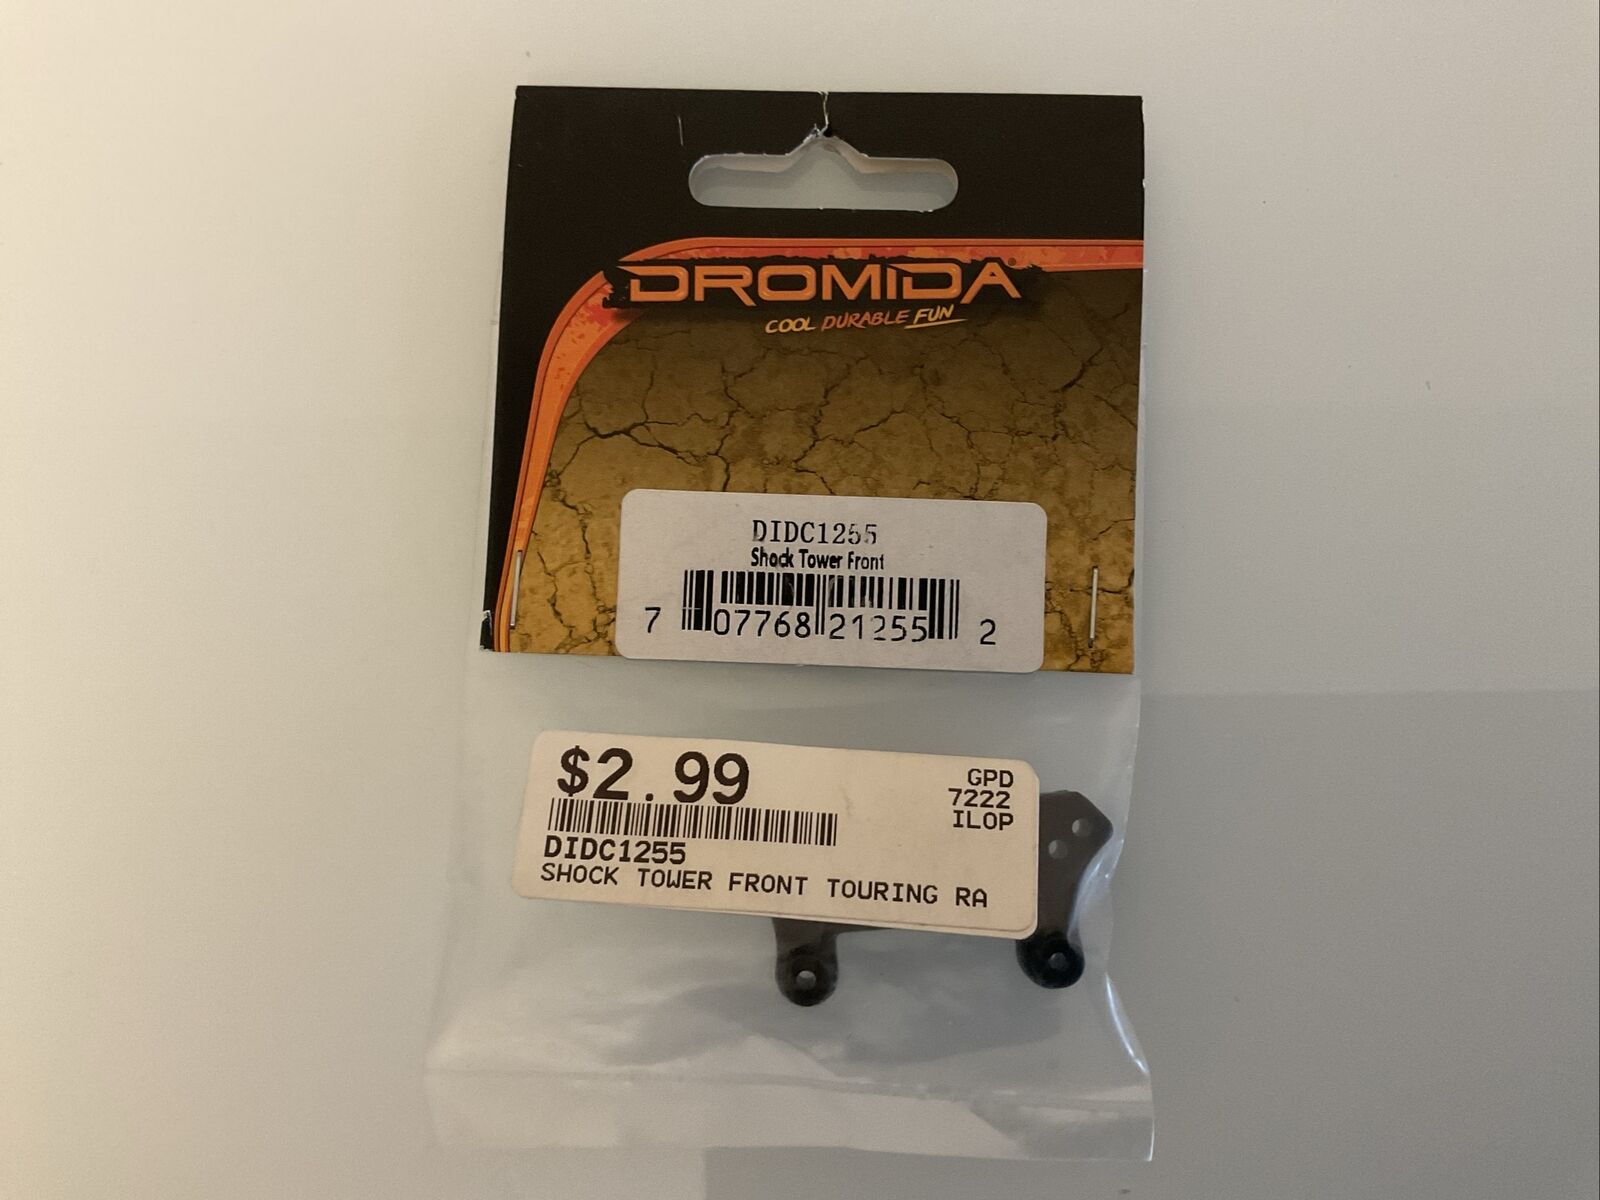 DROMIDA®
COOL DURABLE FUN
DIDC1255
Shock Tower Front
7 07768 21255 2
$2.99
GPD
7222
ILOP
DIDC1255
SHOCK TOWER FRONT TOURING RA